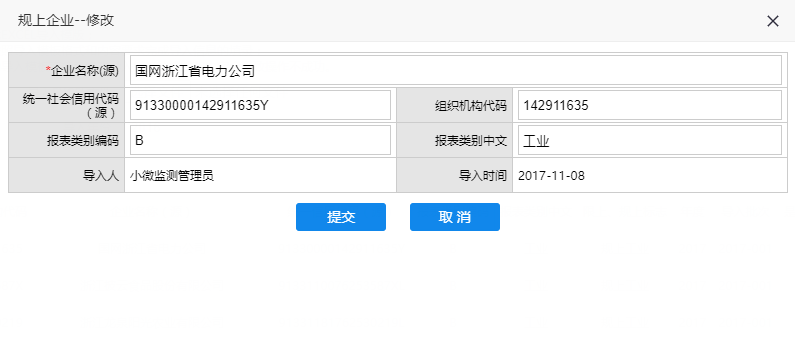 规上企业--修改
*企业名称(源) 国网浙江省电力公司
统一社会信用代码
（源） 91330000142911635Y 组织机构代码 142911635
报表类别编码 B 报表类别中文 工业
导入人 小微监测管理员 导入时间 2017-11-08
提交 取消